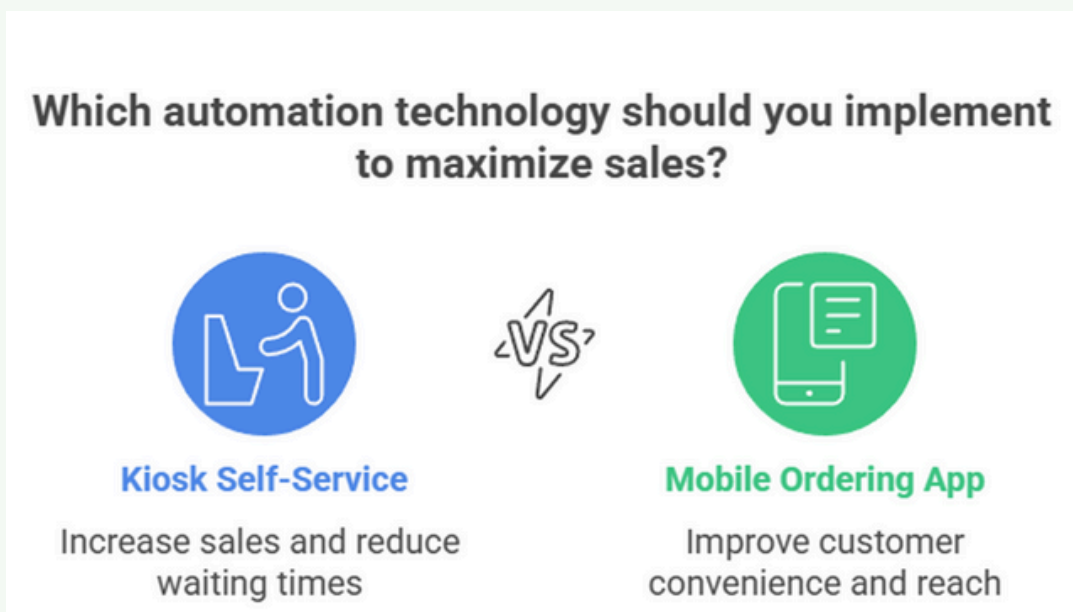 Which automation technology should you implement
to maximize sales?
VS
Kiosk Self-Service
Increase sales and reduce
waiting times
Mobile Ordering App
Improve customer
convenience and reach